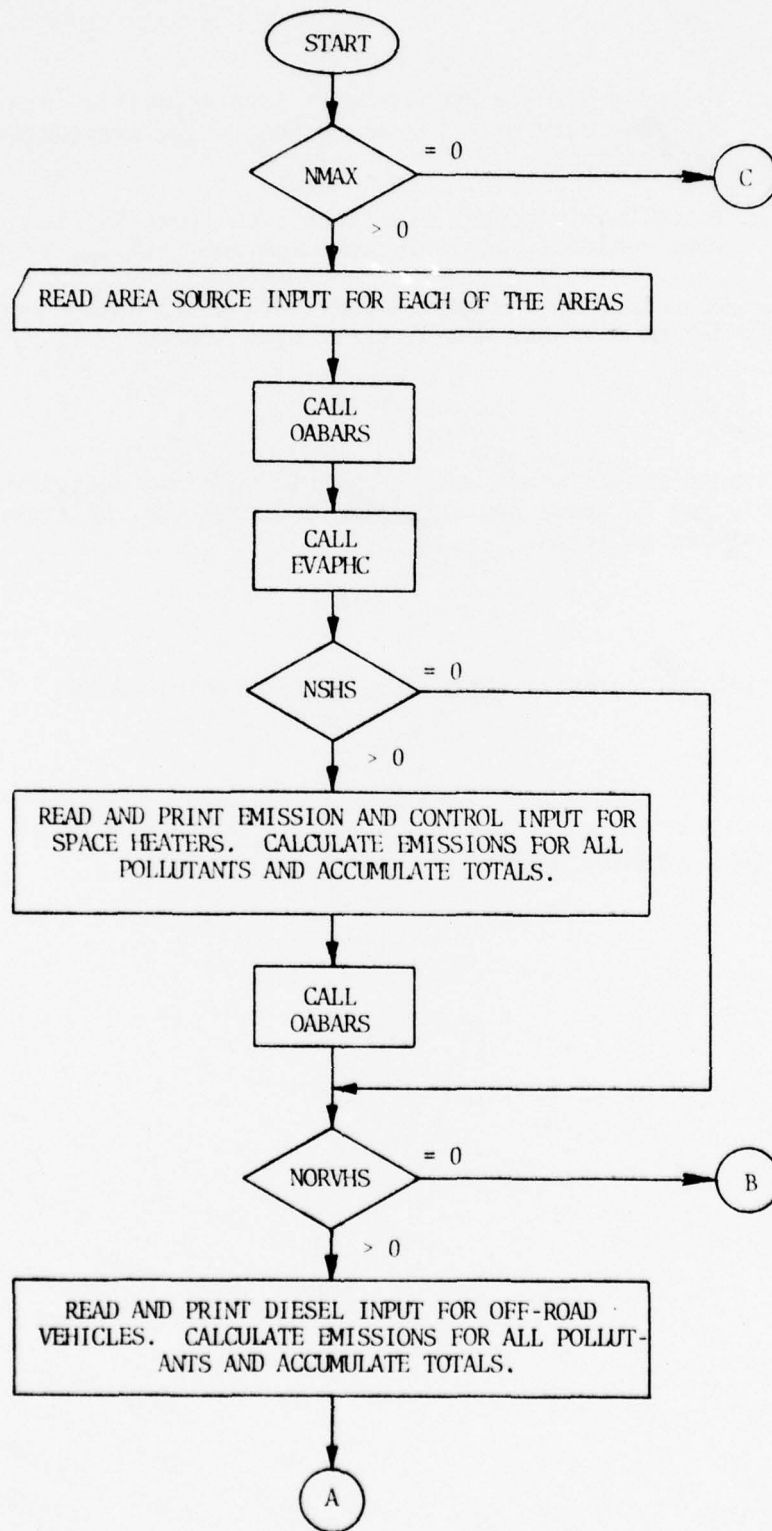 START
NMAX
= 0
C
> 0
READ AREA SOURCE INPUT FOR EACH OF THE AREAS
CALL
OABARS
CALL
EVAPHC
NSHS
= 0
> 0
READ AND PRINT EMISSION AND CONTROL INPUT FOR
SPACE HEATERS. CALCULATE EMISSIONS FOR ALL
POLLUTANTS AND ACCUMULATE TOTALS.
CALL
OABARS
NORVHS
= 0
B
> 0
READ AND PRINT DIESEL INPUT FOR OFF-ROAD
VEHICLES. CALCULATE EMISSIONS FOR ALL POLLUT-
ANTS AND ACCUMULATE TOTALS.
A